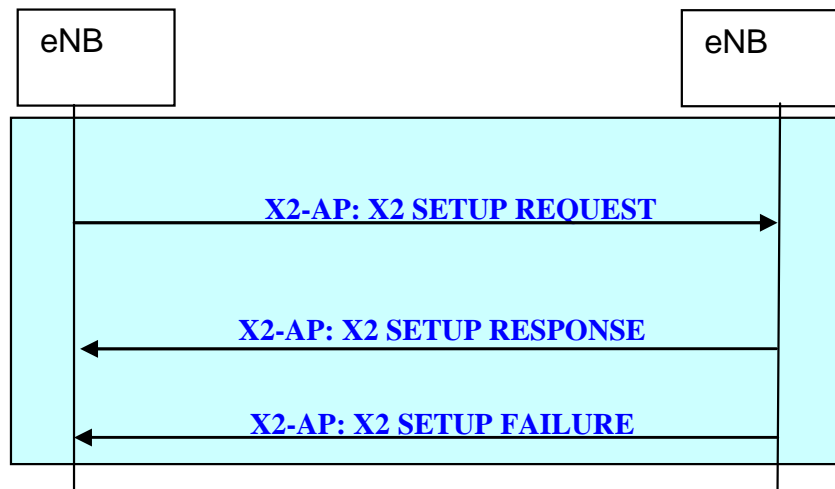 eNB
eNB
X2-AP: X2 SETUP REQUEST
X2-AP: X2 SETUP RESPONSE
X2-AP: X2 SETUP FAILURE